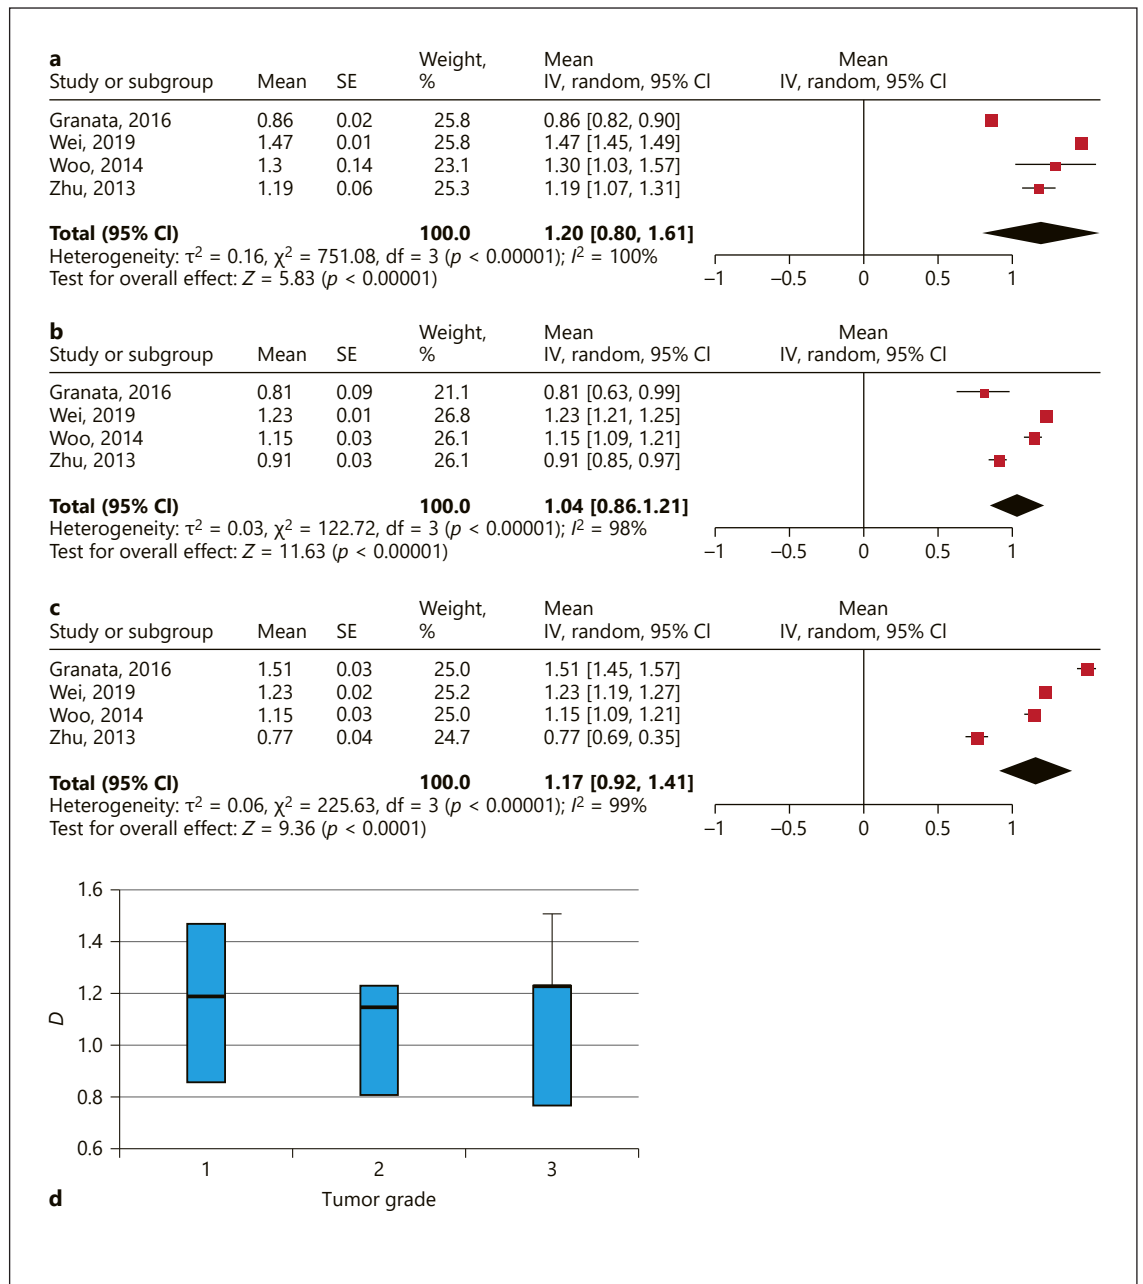 a Weight, Mean Mean
Study or subgroup Mean SE % IV, random, 95% CI IV, random, 95% CI
Granata, 2016 0.86 0.02 25.8 0.86 [0.82, 0.90]
Wei, 2019 1.47 0.01 25.8 1.47 [1.45, 1.49]
Woo, 2014 1.3 0.14 23.1 1.30 [1.03, 1.57]
Zhu, 2013 1.19 0.06 25.3 1.19 [1.07, 1.31]
Total (95% CI) 100.0 1.20 [0.80, 1.61]
Heterogeneity: τ² = 0.16, χ² = 751.08, df = 3 (p < 0.00001); I² = 100%
Test for overall effect: Z = 5.83 (p < 0.00001)
–1 –0.5 0 0.5 1
b Weight, Mean Mean
Study or subgroup Mean SE % IV, random, 95% CI IV, random, 95% CI
Granata, 2016 0.81 0.09 21.1 0.81 [0.63, 0.99]
Wei, 2019 1.23 0.01 26.8 1.23 [1.21, 1.25]
Woo, 2014 1.15 0.03 26.1 1.15 [1.09, 1.21]
Zhu, 2013 0.91 0.03 26.1 0.91 [0.85, 0.97]
Total (95% CI) 100.0 1.04 [0.86.1.21]
Heterogeneity: τ² = 0.03, χ² = 122.72, df = 3 (p < 0.00001); I² = 98%
Test for overall effect: Z = 11.63 (p < 0.00001)
–1 –0.5 0 0.5 1
c Weight, Mean Mean
Study or subgroup Mean SE % IV, random, 95% CI IV, random, 95% CI
Granata, 2016 1.51 0.03 25.0 1.51 [1.45, 1.57]
Wei, 2019 1.23 0.02 25.2 1.23 [1.19, 1.27]
Woo, 2014 1.15 0.03 25.0 1.15 [1.09, 1.21]
Zhu, 2013 0.77 0.04 24.7 0.77 [0.69, 0.35]
Total (95% CI) 100.0 1.17 [0.92, 1.41]
Heterogeneity: τ² = 0.06, χ² = 225.63, df = 3 (p < 0.00001); I² = 99%
Test for overall effect: Z = 9.36 (p < 0.0001)
–1 –0.5 0 0.5 1
1.6
1.4
1.2
1.0
0.8
0.6
D
1 2 3
Tumor grade
d